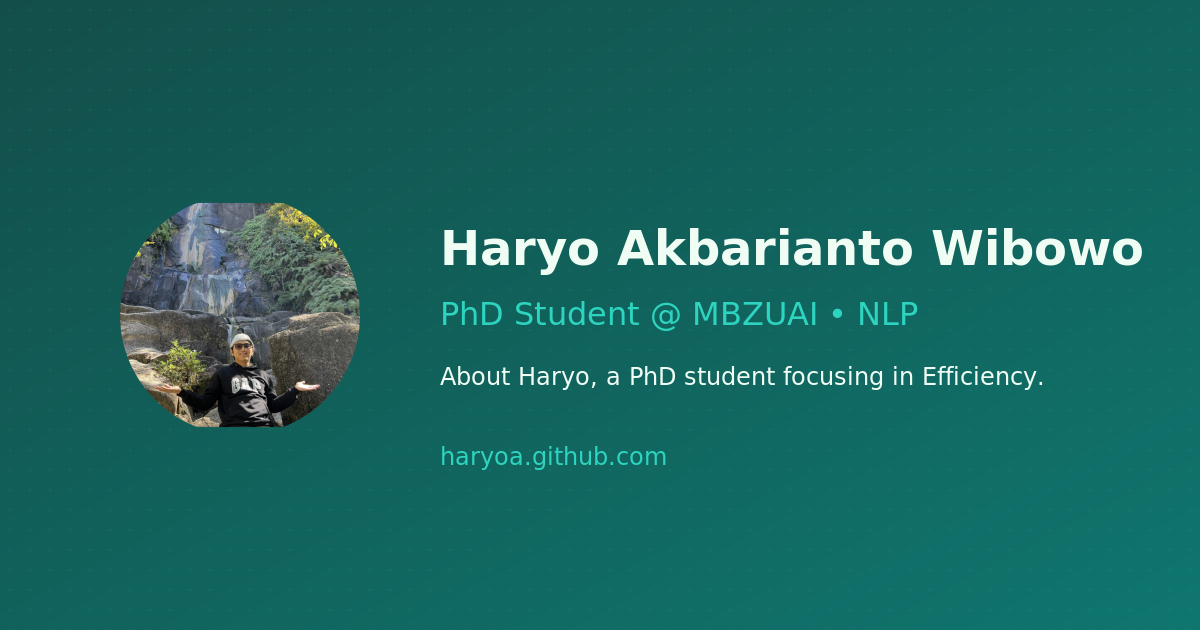 Haryo Akbarianto Wibowo
PhD Student @ MBZUAI • NLP
About Haryo, a PhD student focusing in Efficiency.
haryoa.github.com